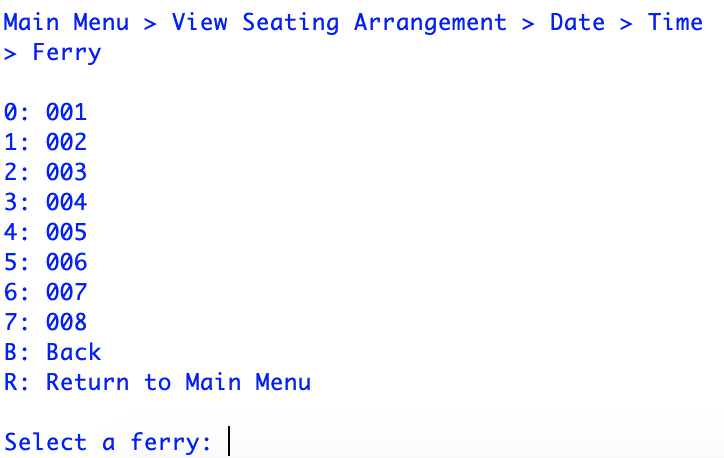 Main Menu > View Seating Arrangement > Date > Time
> Ferry
0: 001
1: 002
2: 003
3: 004
4: 005
5: 006
6: 007
7: 008
B: Back
R: Return to Main Menu
Select a ferry: